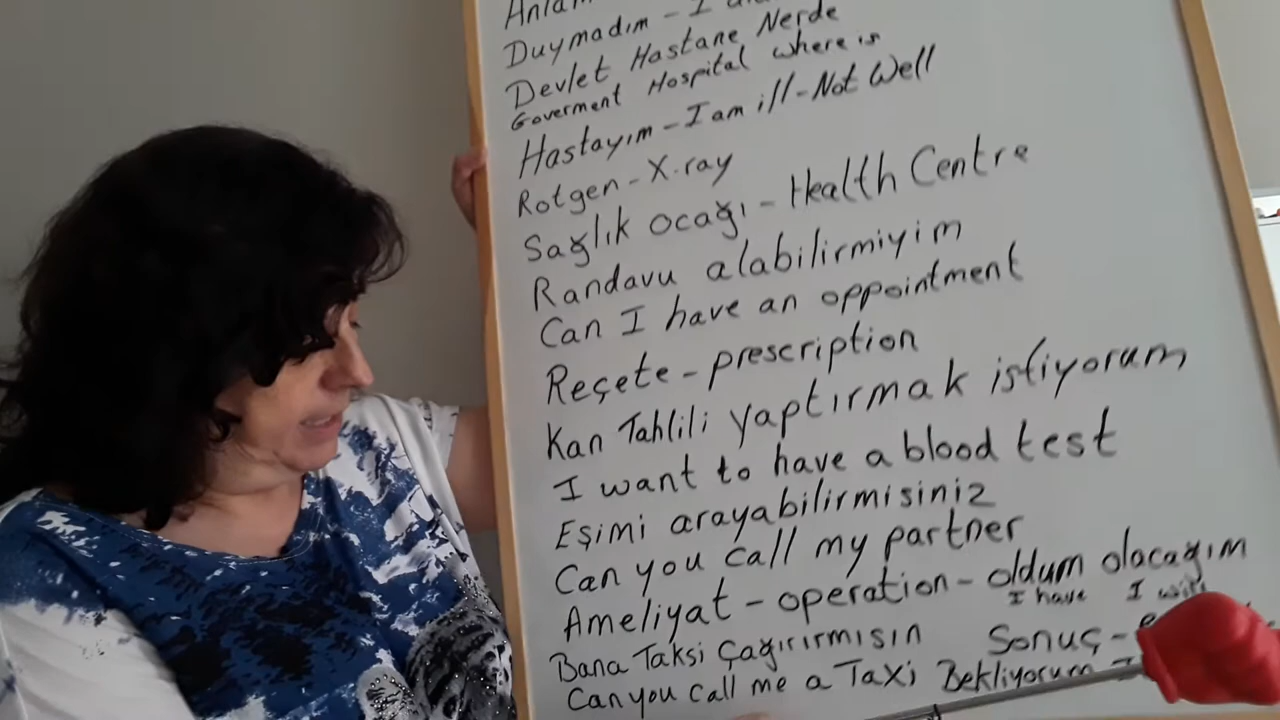 Duymadım - I
Devlet Hastane Nerde
Goverment Hospital where is
Hastayım - I am ill - Not Well
Rotgen - X.ray
Sağlık ocağı - Health Centre
Randavu alabilirmiyim
Can I have an appointment
Reçete - prescription
Kan Tahlili yaptırmak istiyorum
I want to have a blood test
Eşimi arayabilirmisiniz
Can you call my partner
Ameliyat - operation - oldum olacağım
I have I will
Bana Taksi Çağırırmısın Sonuç -
Can you call me a Taxi Bekliyorum -